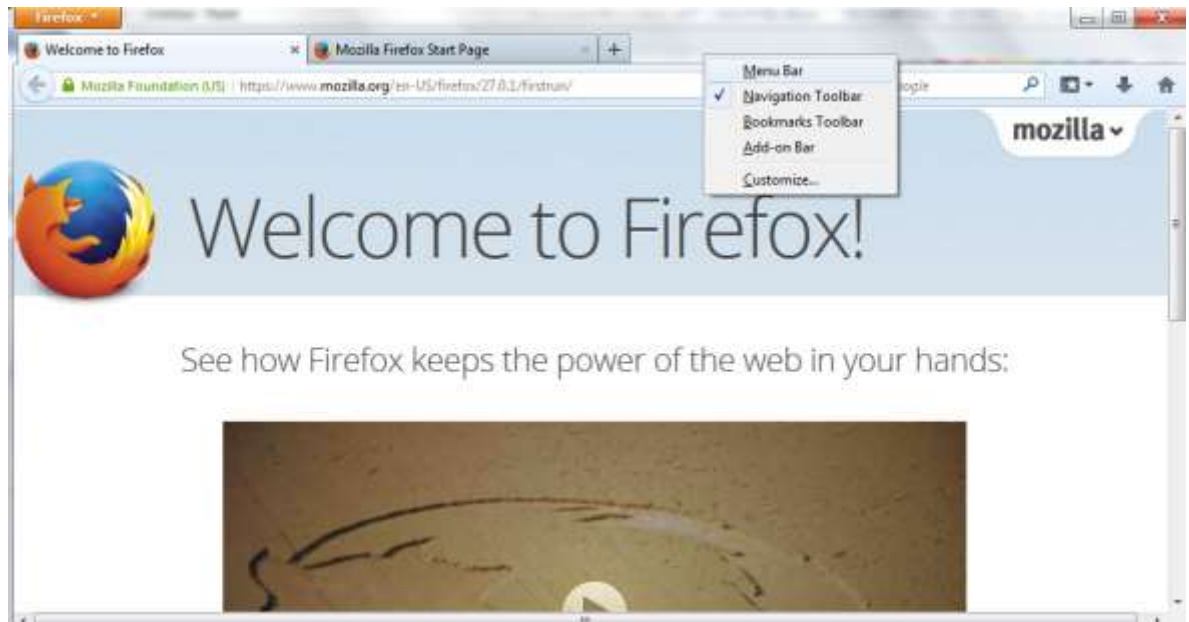 Firefox
Welcome to Firefox
Mozilla Firefox Start Page
Mozilla Foundation (US) https://www.mozilla.org/en-US/firefox/27.0.1/firstrun/
Menu Bar
Navigation Toolbar
Bookmarks Toolbar
Add-on Bar
Customize...
mozilla
Welcome to Firefox!
See how Firefox keeps the power of the web in your hands: